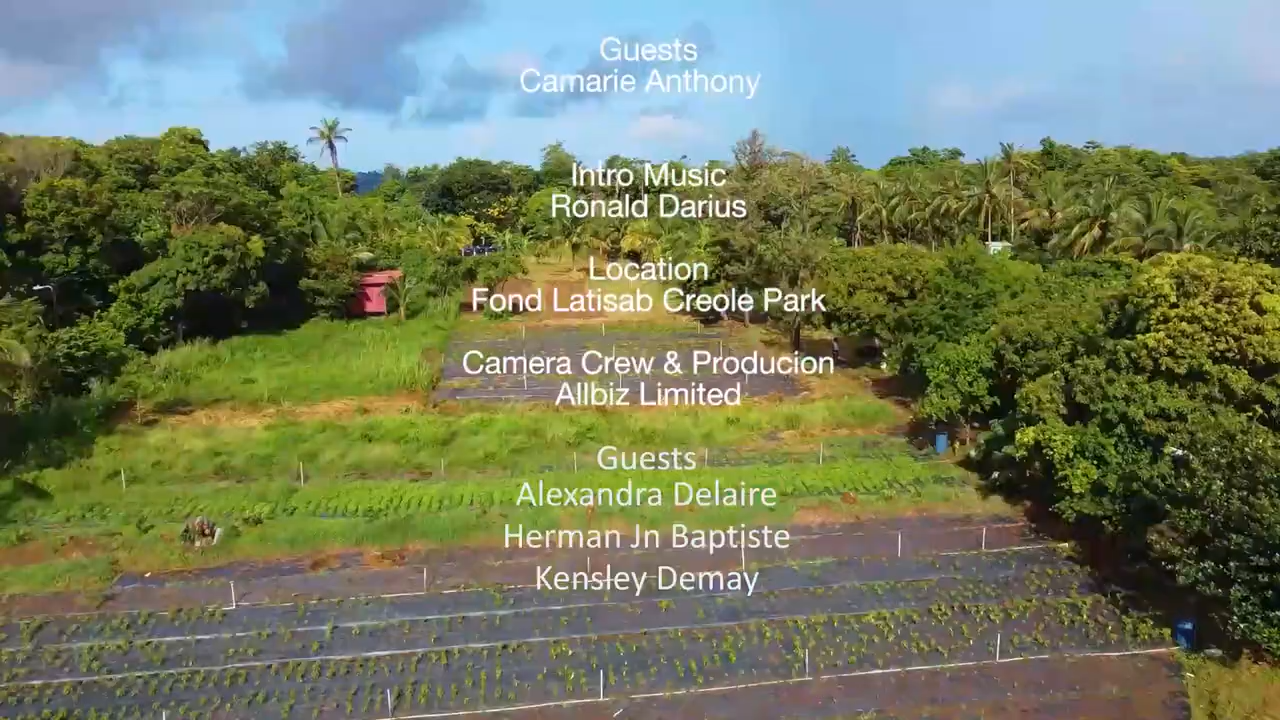 Guests
Camarie Anthony
Intro Music
Ronald Darius
Location
Fond Latisab Creole Park
Camera Crew & Producion
Allbiz Limited
Guests
Alexandra Delaire
Herman Jn Baptiste
Kensley Demay